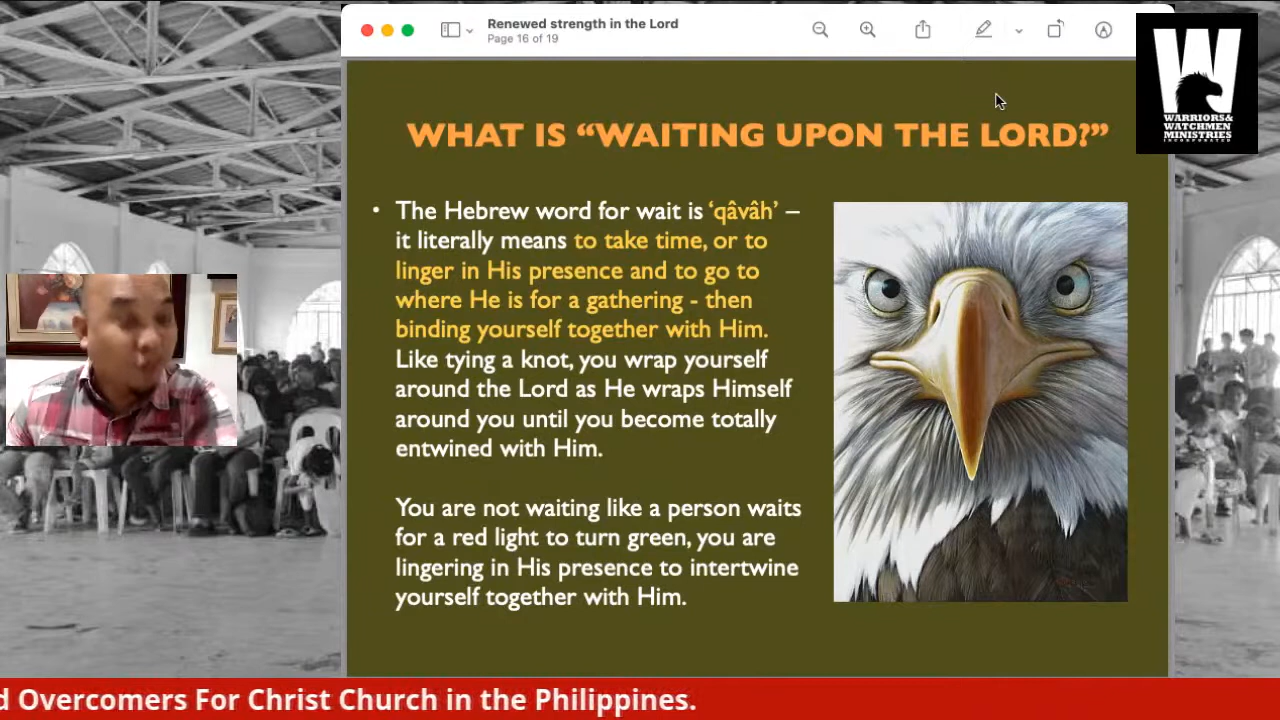 Renewed strength in the Lord
Page 16 of 19
W
WARRIORS&
WATCHMEN
MINISTRIES
INCORPORATED
WHAT IS “WAITING UPON THE LORD?”
• The Hebrew word for wait is ‘qâvâh’ –
it literally means to take time, or to
linger in His presence and to go to
where He is for a gathering - then
binding yourself together with Him.
Like tying a knot, you wrap yourself
around the Lord as He wraps Himself
around you until you become totally
entwined with Him.
You are not waiting like a person waits
for a red light to turn green, you are
lingering in His presence to intertwine
yourself together with Him.
d Overcomers For Christ Church in the Philippines.